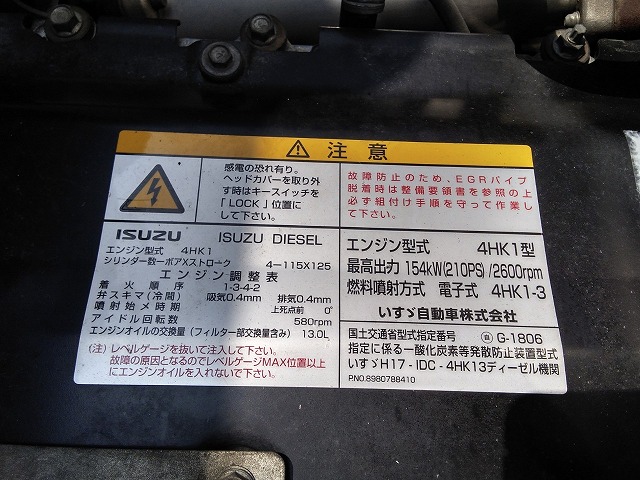 注意
感電の恐れ有り。
ヘッドカバーを取り外
す時はキースイッチを
「LOCK」位置に
して下さい。
故障防止のため、EGRパイプ
脱着時は整備要領書を参照の上
必ず組付け手順を守って作業し
て下さい。
ISUZU ISUZU DIESEL
エンジン型式 4HK1
シリンダー数ーボアXストローク 4-115X125
エンジン調整表
着火順序 1-3-4-2
弁スキマ(冷間) 吸気0.4mm 排気0.4mm
噴射始メ時期 上死点前 0°
アイドル回転数 580rpm
エンジンオイルの交換量(フィルター部交換量含み) 13.0L
(注)レベルゲージを抜いて注入して下さい。
故障の原因となるのでレベルゲージMAX位置以上
にエンジンオイルを入れないで下さい。
エンジン型式 4HK1型
最高出力 154kW(210PS)/2600rpm
燃料噴射方式 電子式 4HK1-3
いすゞ自動車株式会社
国土交通省型式指定番号 自 G-1806
指定に係る一酸化炭素等発散防止装置型式
いすゞH17-IDC-4HK13ディーゼル機関
P.NO.8980788410